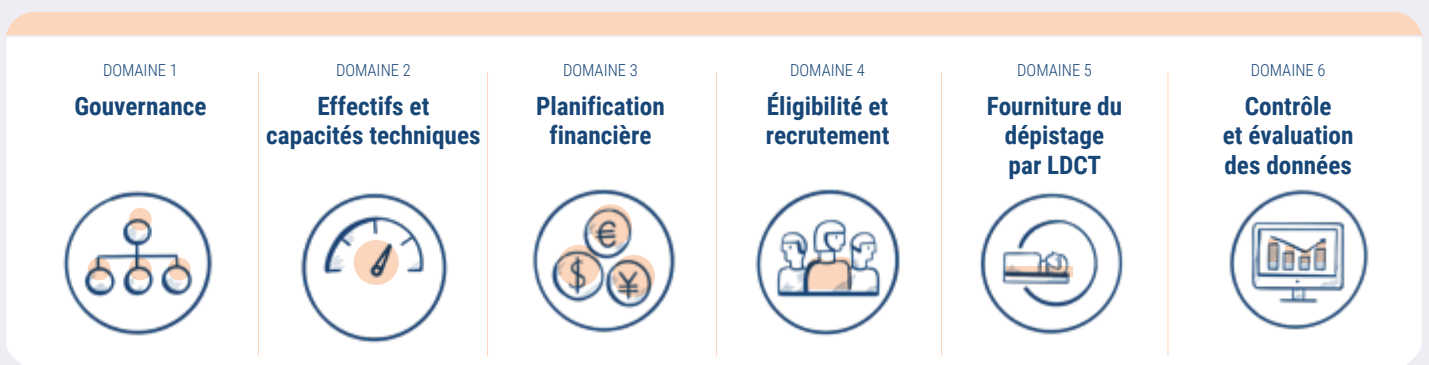 DOMAINE 1
Gouvernance
DOMAINE 2
Effectifs et
capacités techniques
DOMAINE 3
Planification
financière
€
$
¥
DOMAINE 4
Éligibilité et
recrutement
DOMAINE 5
Fourniture du
dépistage
par LDCT
DOMAINE 6
Contrôle
et évaluation
des données